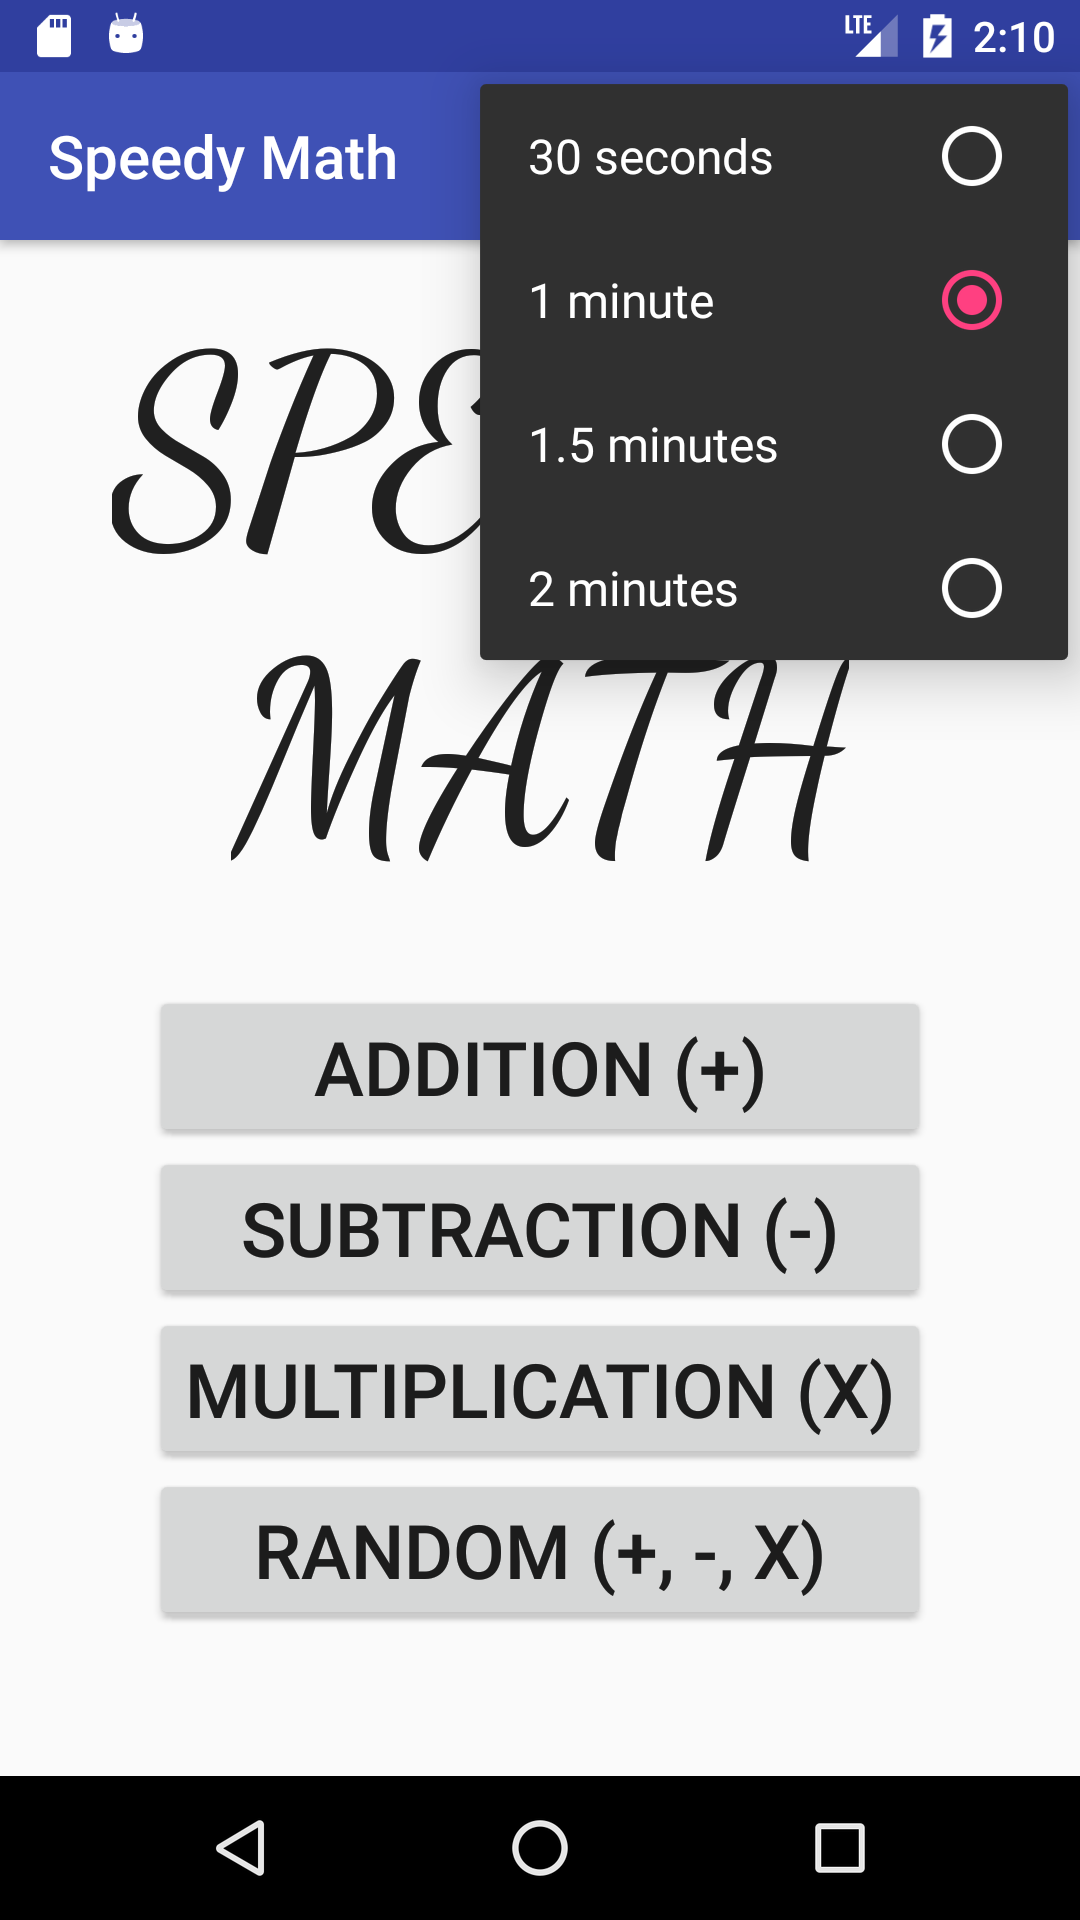 LTE 2:10
Speedy Math
30 seconds
1 minute
1.5 minutes
2 minutes
SPE
MATH
ADDITION (+)
SUBTRACTION (-)
MULTIPLICATION (X)
RANDOM (+, -, X)